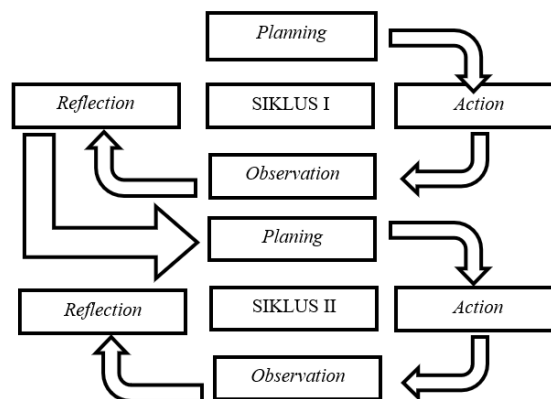 Planning
Reflection
SIKLUS I
Action
Observation
Planing
Reflection
SIKLUS II
Action
Observation